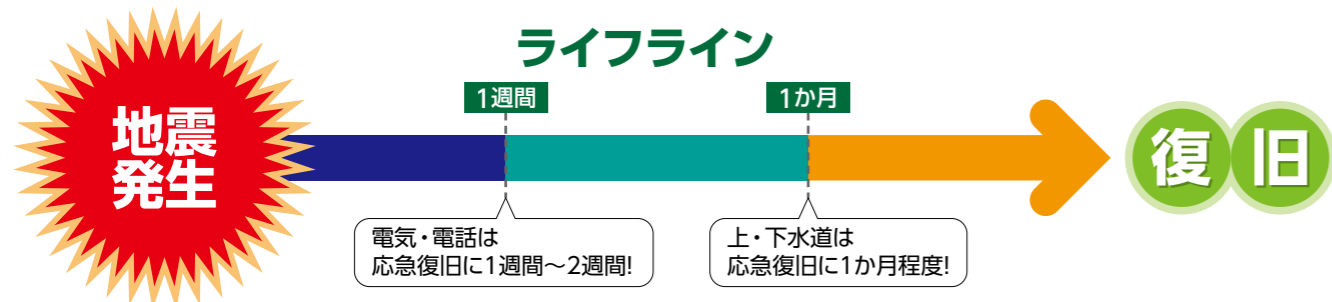 ライフライン
1週間
1か月
地震
発生
復旧
電気・電話は
応急復旧に1週間～2週間!
上・下水道は
応急復旧に1か月程度!